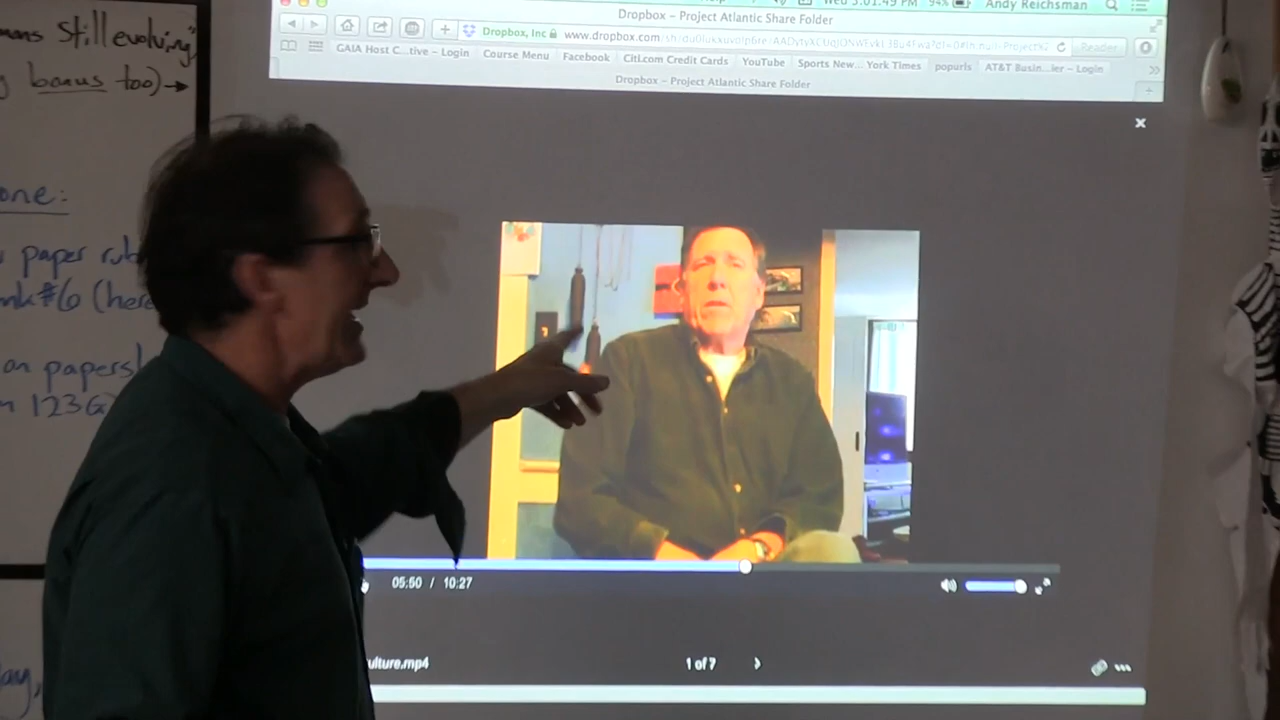 mans still evolving"
bonus too) →
one:
paper rub
#6 (here
on papers!
123
Wed 3:01:49 PM 94% Andy Reichsman
Dropbox – Project Atlantic Share Folder
Dropbox, Inc www.dropbox.com Reader
GAIA Host C...tive – Login Course Menu Facebook Citi.com Credit Cards YouTube Sports New... York Times popurls AT&T Busin...ier – Login
Dropbox – Project Atlantic Share Folder
05:50 / 10:27
ulture.mp4 1 of 7